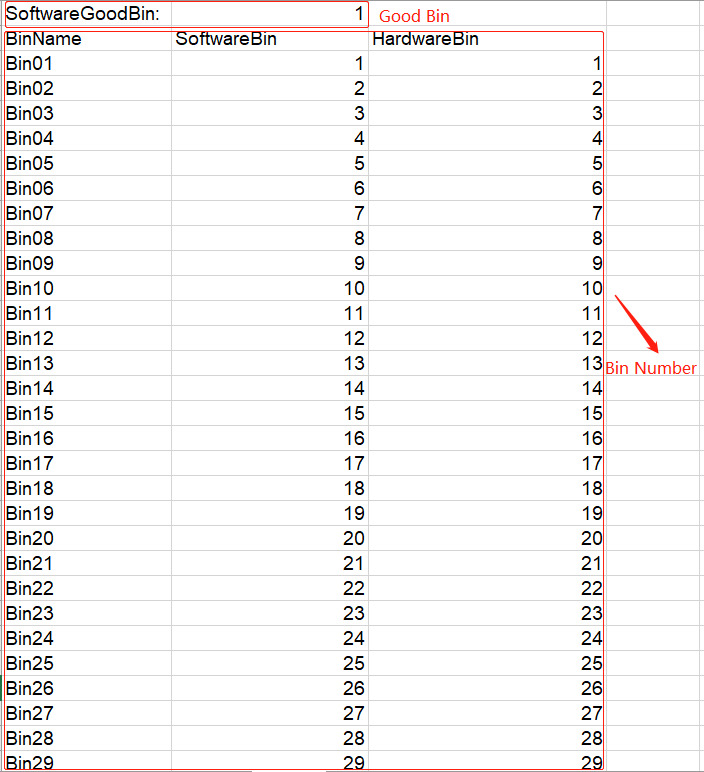 SoftwareGoodBin: 1 Good Bin
BinName SoftwareBin HardwareBin
Bin01 1 1
Bin02 2 2
Bin03 3 3
Bin04 4 4
Bin05 5 5
Bin06 6 6
Bin07 7 7
Bin08 8 8
Bin09 9 9
Bin10 10 10
Bin11 11 11
Bin12 12 12
Bin13 13 13
Bin Number
Bin14 14 14
Bin15 15 15
Bin16 16 16
Bin17 17 17
Bin18 18 18
Bin19 19 19
Bin20 20 20
Bin21 21 21
Bin22 22 22
Bin23 23 23
Bin24 24 24
Bin25 25 25
Bin26 26 26
Bin27 27 27
Bin28 28 28
Bin29 29 29